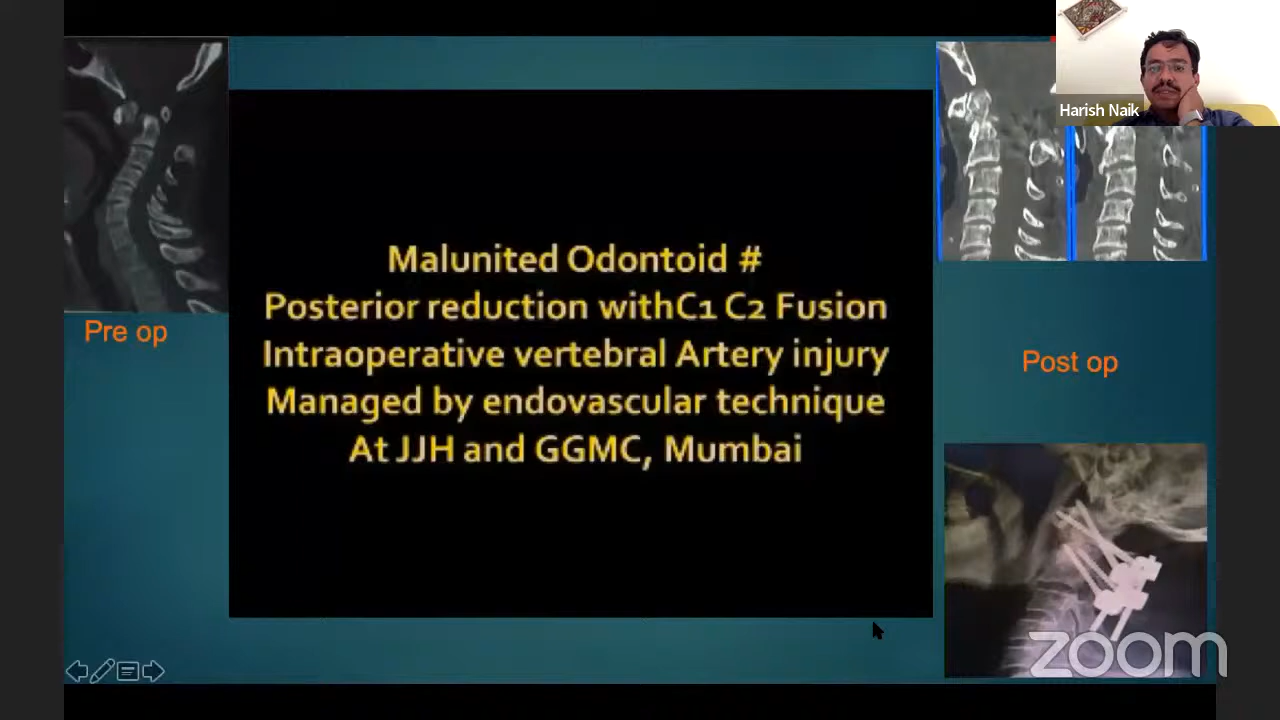 Harish Naik
Malunited Odontoid #
Posterior reduction withC1 C2 Fusion
Intraoperative vertebral Artery injury
Managed by endovascular technique
At JJH and GGMC, Mumbai
Pre op
Post op
zoom